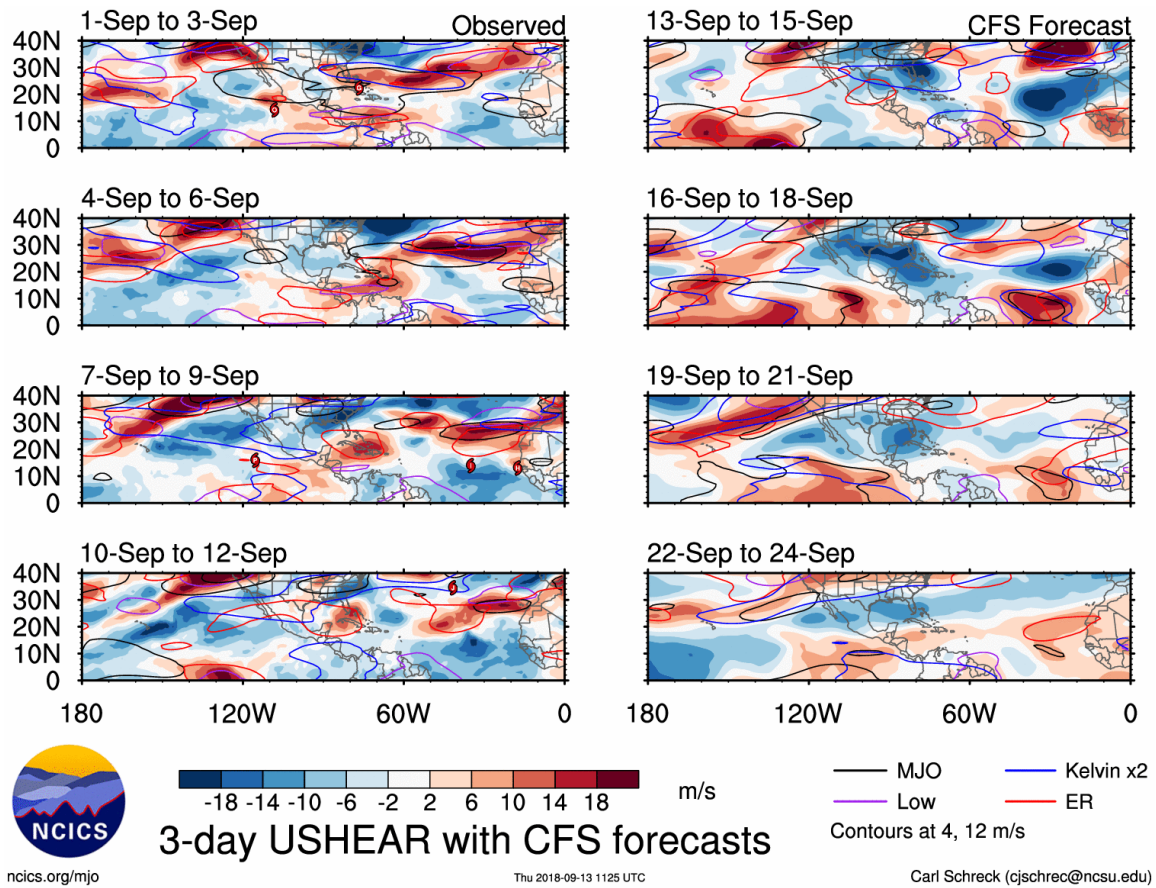 1-Sep to 3-Sep Observed
40N
30N
20N
10N
0
4-Sep to 6-Sep
40N
30N
20N
10N
0
7-Sep to 9-Sep
40N
30N
20N
10N
0
10-Sep to 12-Sep
40N
30N
20N
10N
0
180 120W 60W 0
13-Sep to 15-Sep CFS Forecast
16-Sep to 18-Sep
19-Sep to 21-Sep
22-Sep to 24-Sep
180 120W 60W 0
NCICS
-18 -14 -10 -6 -2 2 6 10 14 18
m/s
MJO Kelvin x2
Low ER
Contours at 4, 12 m/s
3-day USHEAR with CFS forecasts
ncics.org/mjo Thu 2018-09-13 1125 UTC Carl Schreck (cjschrec@ncsu.edu)